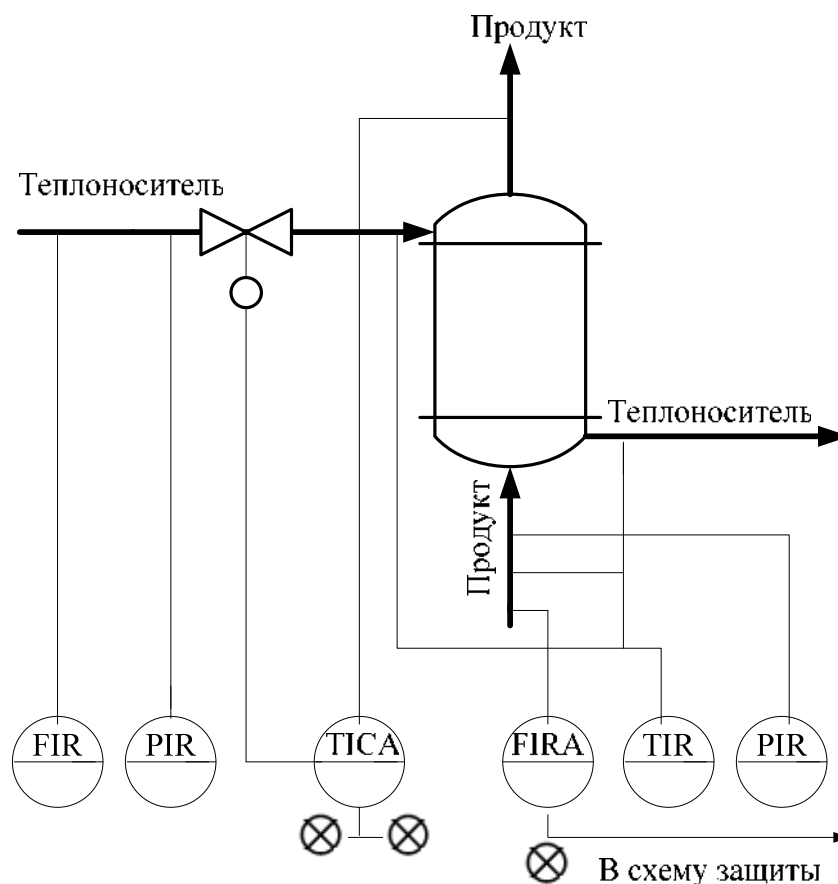 Продукт
Теплоноситель
Теплоноситель
Продукт
FIR
PIR
TICA
FIRA
TIR
PIR
В схему защиты